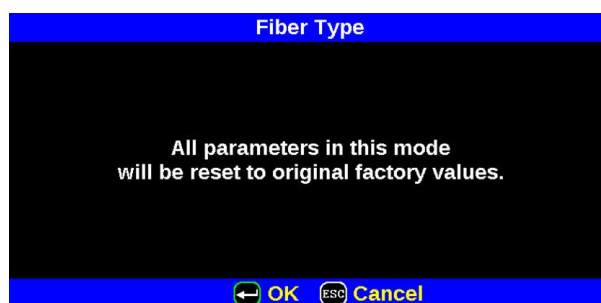 Fiber Type
All parameters in this mode
will be reset to original factory values.
OK ESC Cancel